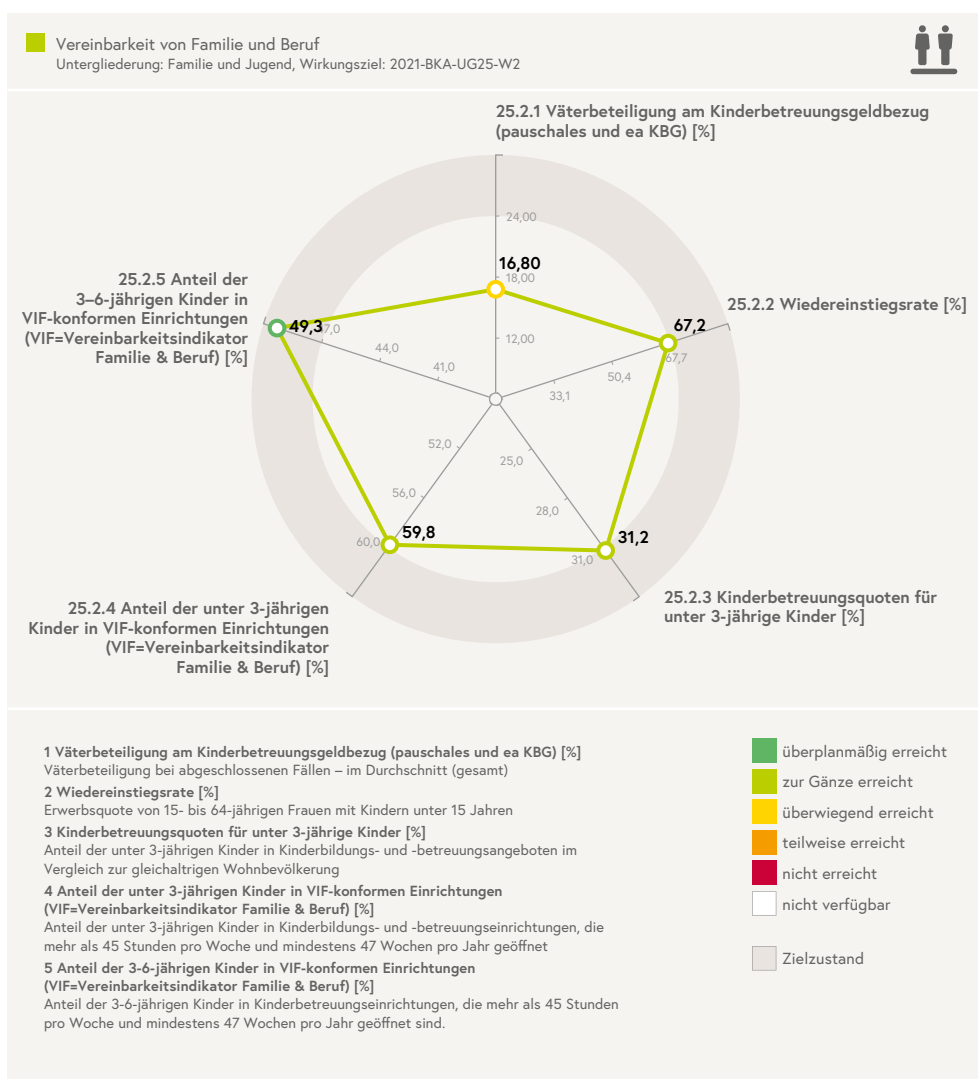 Vereinbarkeit von Familie und Beruf
Untergliederung: Familie und Jugend, Wirkungsziel: 2021-BKA-UG25-W2
25.2.1 Väterbeteiligung am Kinderbetreuungsgeldbezug
(pauschales und ea KBG) [%]
24,00
16,80
18,00
12,00
25.2.2 Wiedereinstiegsrate [%]
67,2
67,7
50,4
33,1
25.2.5 Anteil der
3–6-jährigen Kinder in
VIF-konformen Einrichtungen
(VIF=Vereinbarkeitsindikator
Familie & Beruf) [%]
49,3
44,0
41,0
52,0
56,0
60,0
59,8
25,0
28,0
31,0
31,2
25.2.3 Kinderbetreuungsquoten für
unter 3-jährige Kinder [%]
25.2.4 Anteil der unter 3-jährigen
Kinder in VIF-konformen Einrichtungen
(VIF=Vereinbarkeitsindikator
Familie & Beruf) [%]
1 Väterbeteiligung am Kinderbetreuungsgeldbezug (pauschales und ea KBG) [%]
Väterbeteiligung bei abgeschlossenen Fällen – im Durchschnitt (gesamt)
2 Wiedereinstiegsrate [%]
Erwerbsquote von 15- bis 64-jährigen Frauen mit Kindern unter 15 Jahren
3 Kinderbetreuungsquoten für unter 3-jährige Kinder [%]
Anteil der unter 3-jährigen Kinder in Kinderbildungs- und -betreuungsangeboten im
Vergleich zur gleichaltrigen Wohnbevölkerung
4 Anteil der unter 3-jährigen Kinder in VIF-konformen Einrichtungen
(VIF=Vereinbarkeitsindikator Familie & Beruf) [%]
Anteil der unter 3-jährigen Kinder in Kinderbildungs- und -betreuungseinrichtungen, die
mehr als 45 Stunden pro Woche und mindestens 47 Wochen pro Jahr geöffnet
5 Anteil der 3-6-jährigen Kinder in VIF-konformen Einrichtungen
(VIF=Vereinbarkeitsindikator Familie & Beruf) [%]
Anteil der 3-6-jährigen Kinder in Kinderbetreuungseinrichtungen, die mehr als 45 Stunden
pro Woche und mindestens 47 Wochen pro Jahr geöffnet sind.
überplanmäßig erreicht
zur Gänze erreicht
überwiegend erreicht
teilweise erreicht
nicht erreicht
nicht verfügbar
Zielzustand